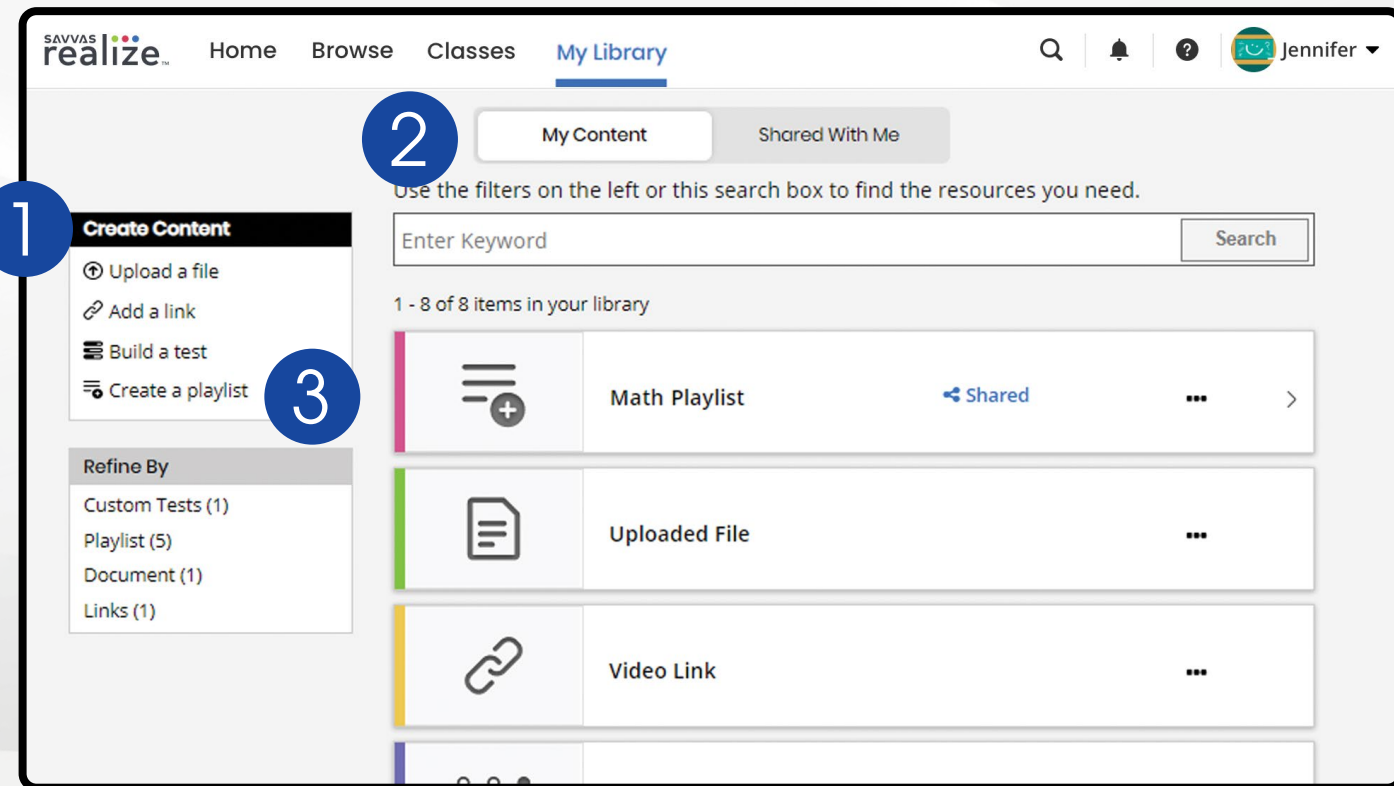 savvas
realize™ Home Browse Classes My Library Jennifer
2 My Content Shared With Me
Use the filters on the left or this search box to find the resources you need.
1
Create Content
Upload a file
Add a link
Build a test
Create a playlist
3
Refine By
Custom Tests (1)
Playlist (5)
Document (1)
Links (1)
Enter Keyword Search
1 - 8 of 8 items in your library
Math Playlist Shared
Uploaded File
Video Link